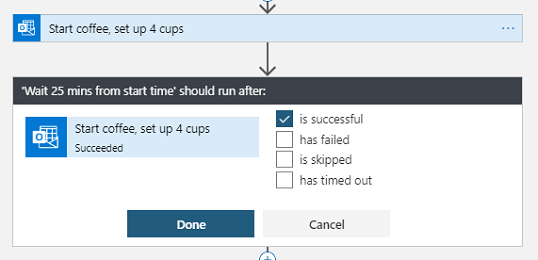 Start coffee, set up 4 cups
'Wait 25 mins from start time' should run after:
Start coffee, set up 4 cups
Succeeded
is successful
has failed
is skipped
has timed out
Done
Cancel